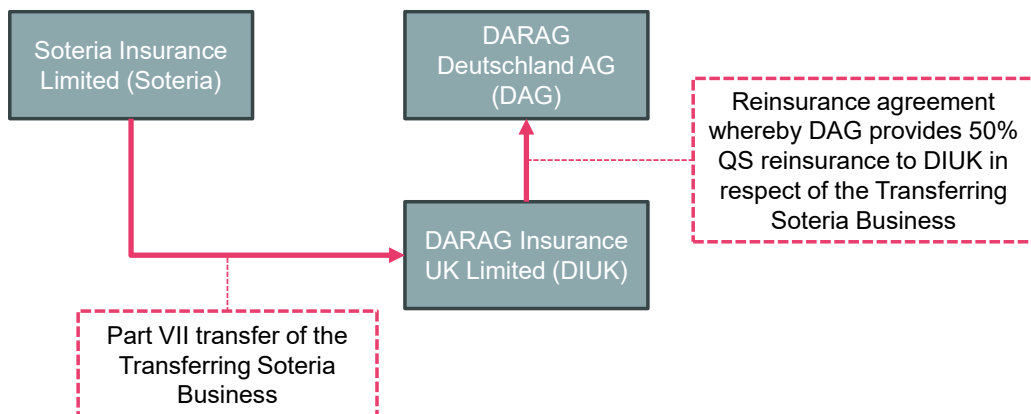 Soteria Insurance
Limited (Soteria)
DARAG
Deutschland AG
(DAG)
Reinsurance agreement
whereby DAG provides 50%
QS reinsurance to DIUK in
respect of the Transferring
Soteria Business
DARAG Insurance
UK Limited (DIUK)
Part VII transfer of the
Transferring Soteria
Business